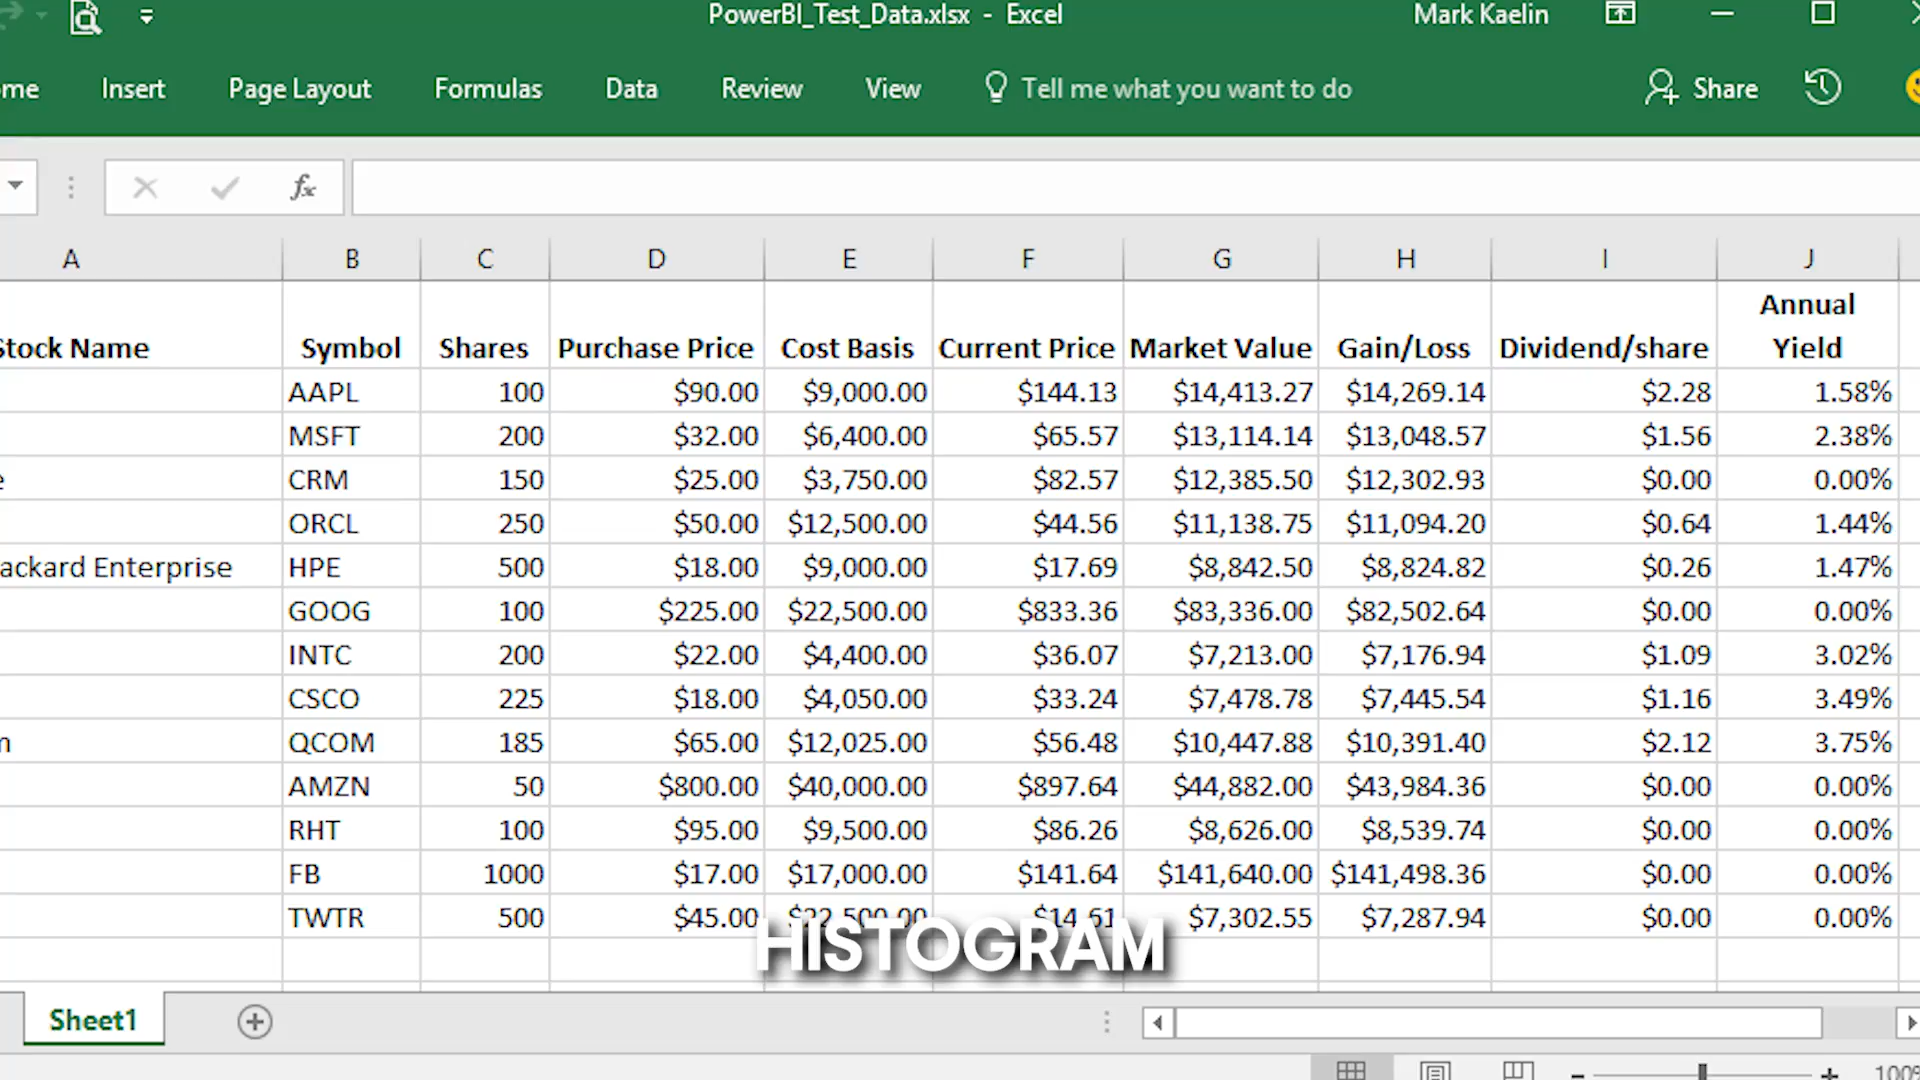 PowerBI_Test_Data.xlsx - Excel Mark Kaelin
me Insert Page Layout Formulas Data Review View Tell me what you want to do Share
fx
A B C D E F G H I J
Stock Name Symbol Shares Purchase Price Cost Basis Current Price Market Value Gain/Loss Dividend/share Annual Yield
AAPL 100 $90.00 $9,000.00 $144.13 $14,413.27 $14,269.14 $2.28 1.58%
MSFT 200 $32.00 $6,400.00 $65.57 $13,114.14 $13,048.57 $1.56 2.38%
e CRM 150 $25.00 $3,750.00 $82.57 $12,385.50 $12,302.93 $0.00 0.00%
ORCL 250 $50.00 $12,500.00 $44.56 $11,138.75 $11,094.20 $0.64 1.44%
ackard Enterprise HPE 500 $18.00 $9,000.00 $17.69 $8,842.50 $8,824.82 $0.26 1.47%
GOOG 100 $225.00 $22,500.00 $833.36 $83,336.00 $82,502.64 $0.00 0.00%
INTC 200 $22.00 $4,400.00 $36.07 $7,213.00 $7,176.94 $1.09 3.02%
CSCO 225 $18.00 $4,050.00 $33.24 $7,478.78 $7,445.54 $1.16 3.49%
m QCOM 185 $65.00 $12,025.00 $56.48 $10,447.88 $10,391.40 $2.12 3.75%
AMZN 50 $800.00 $40,000.00 $897.64 $44,882.00 $43,984.36 $0.00 0.00%
RHT 100 $95.00 $9,500.00 $86.26 $8,626.00 $8,539.74 $0.00 0.00%
FB 1000 $17.00 $17,000.00 $141.64 $141,640.00 $141,498.36 $0.00 0.00%
TWTR 500 $45.00 $22,500.00 $14.61 $7,302.55 $7,287.94 $0.00 0.00%
HISTOGRAM
Sheet1
100%